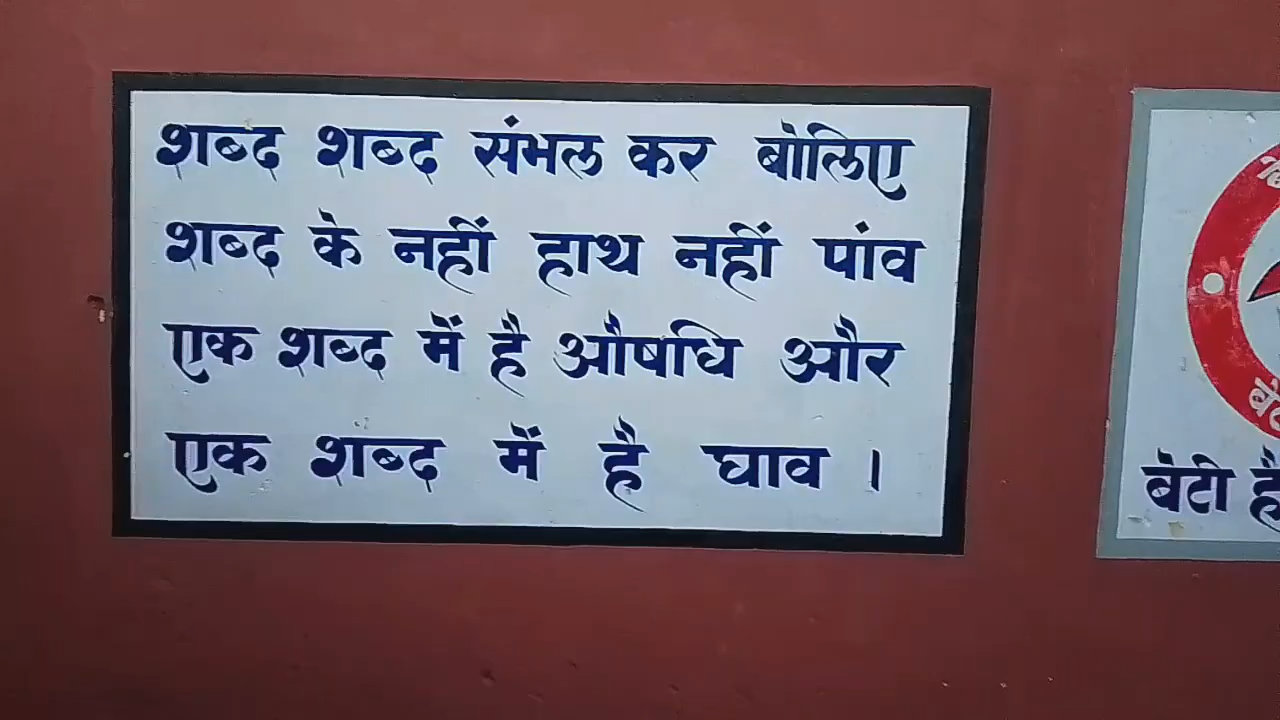 शब्द शब्द संभल कर बोलिए
शब्द के नहीं हाथ नहीं पांव
एक शब्द में है औषधि और
एक शब्द में है घाव ।
बेटी है